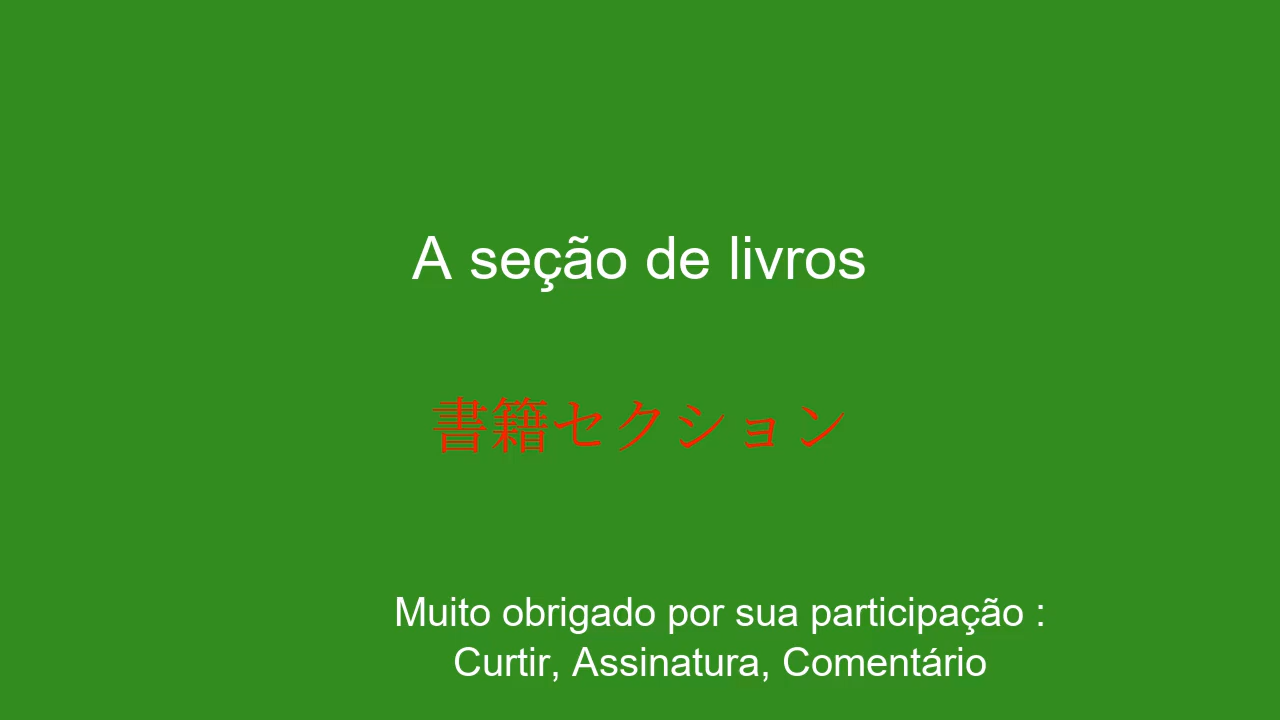 A seção de livros
書籍セクション
Muito obrigado por sua participação :
Curtir, Assinatura, Comentário